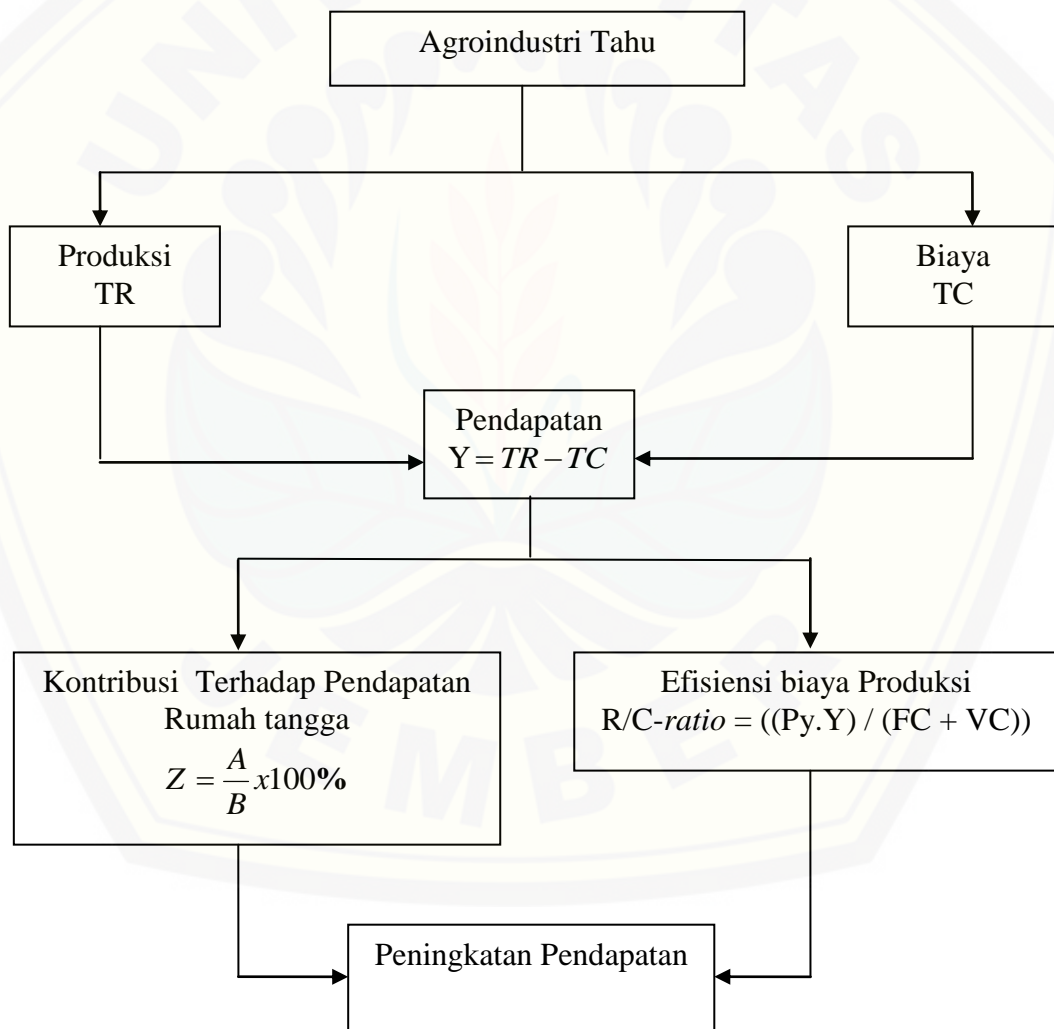 Agroindustri Tahu
Produksi
TR
Biaya
TC
Pendapatan
Y = TR – TC
Kontribusi Terhadap Pendapatan
Rumah tangga
Z = A/B x100%
Efisiensi biaya Produksi
R/C-ratio = ((Py.Y) / (FC + VC))
Peningkatan Pendapatan
JEMBER